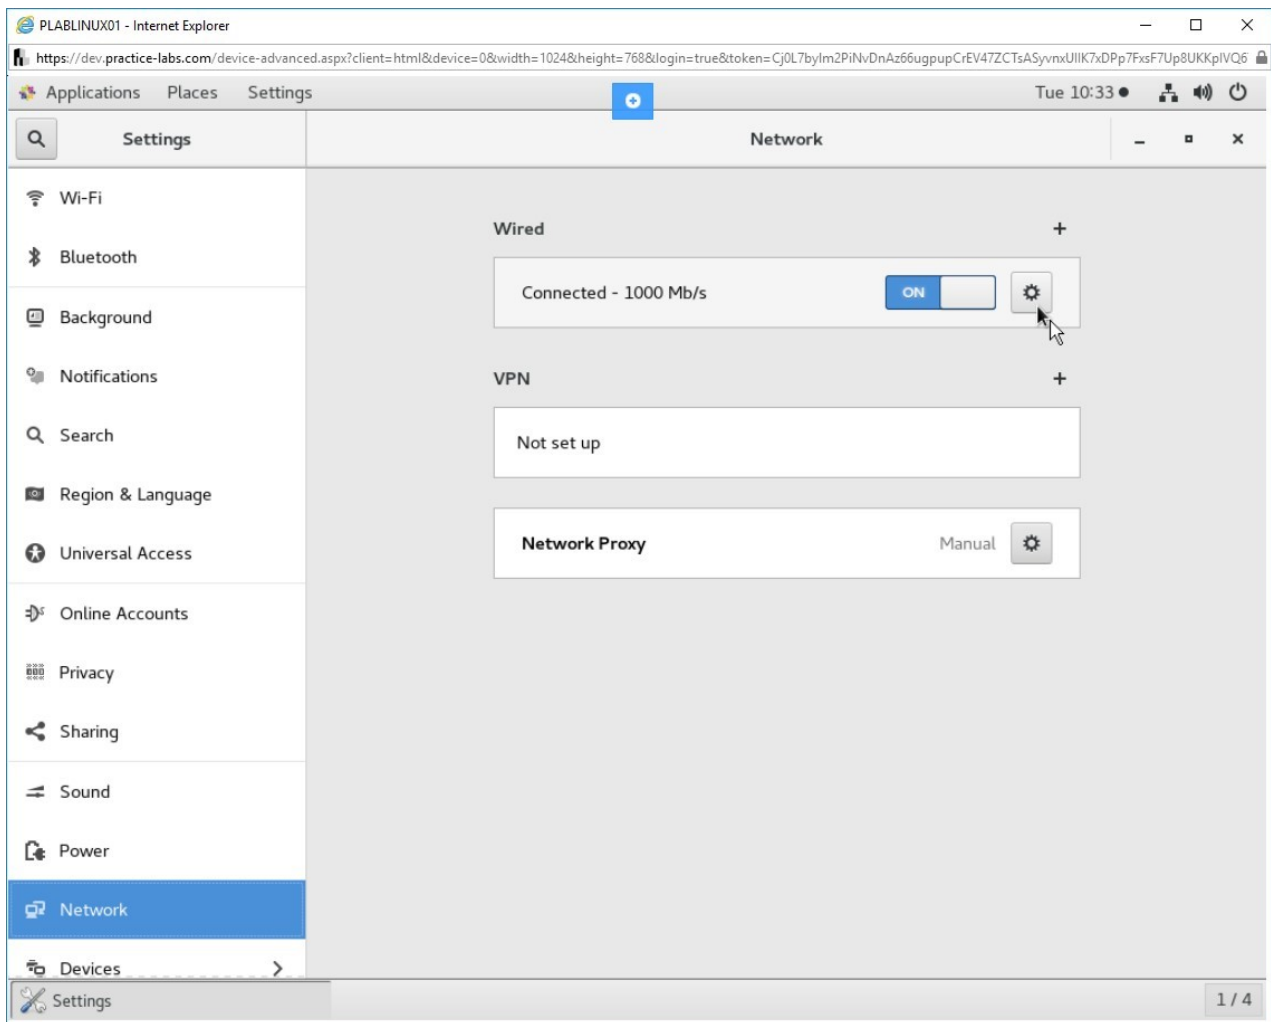 PLABLINUX01 - Internet Explorer
https://dev.practice-labs.com/device-advanced.aspx?client=html&device=0&width=1024&height=768&login=true&token=
Applications Places Settings Tue 10:33
Settings Network
Wi-Fi
Bluetooth
Background
Notifications
Search
Region & Language
Universal Access
Online Accounts
Privacy
Sharing
Sound
Power
Network
Devices
Wired
Connected - 1000 Mb/s ON
VPN
Not set up
Network Proxy Manual
Settings 1 / 4